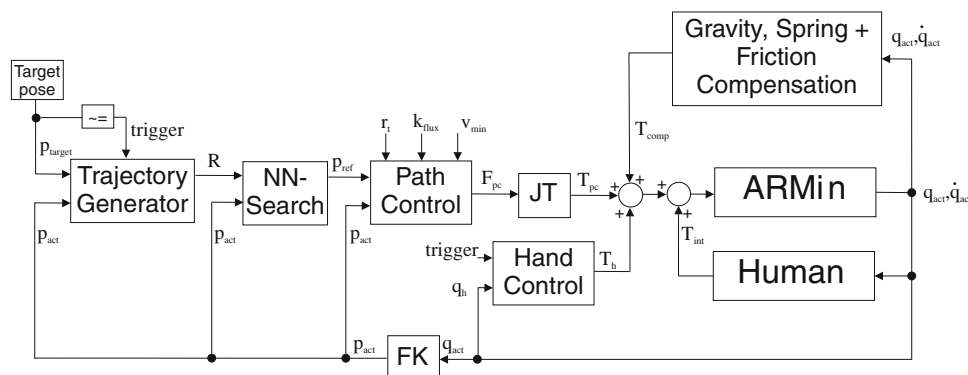 Target
pose
~=
trigger
p_target
Trajectory
Generator
p_act
R
NN-
Search
p_act
p_ref
r_t
k_flux
v_min
Path
Control
p_act
F_pc
JT
T_pc
T_comp
+
+
+
+
+
Gravity, Spring +
Friction
Compensation
q_act, q̇_act
ARMin
q_act, q̇_ac
T_int
Human
trigger
q_h
Hand
Control
T_h
p_act
FK
q_act